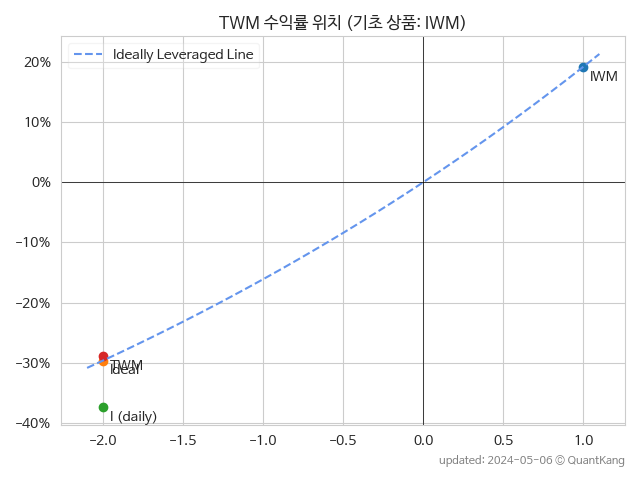 TWM 수익률 위치 (기초 상품: IWM)
Ideally Leveraged Line
20%
10%
0%
−10%
−20%
−30%
−40%
IWM
TWM
Ideal
I (daily)
−2.0 −1.5 −1.0 −0.5 0.0 0.5 1.0
updated: 2024-05-06 © QuantKang